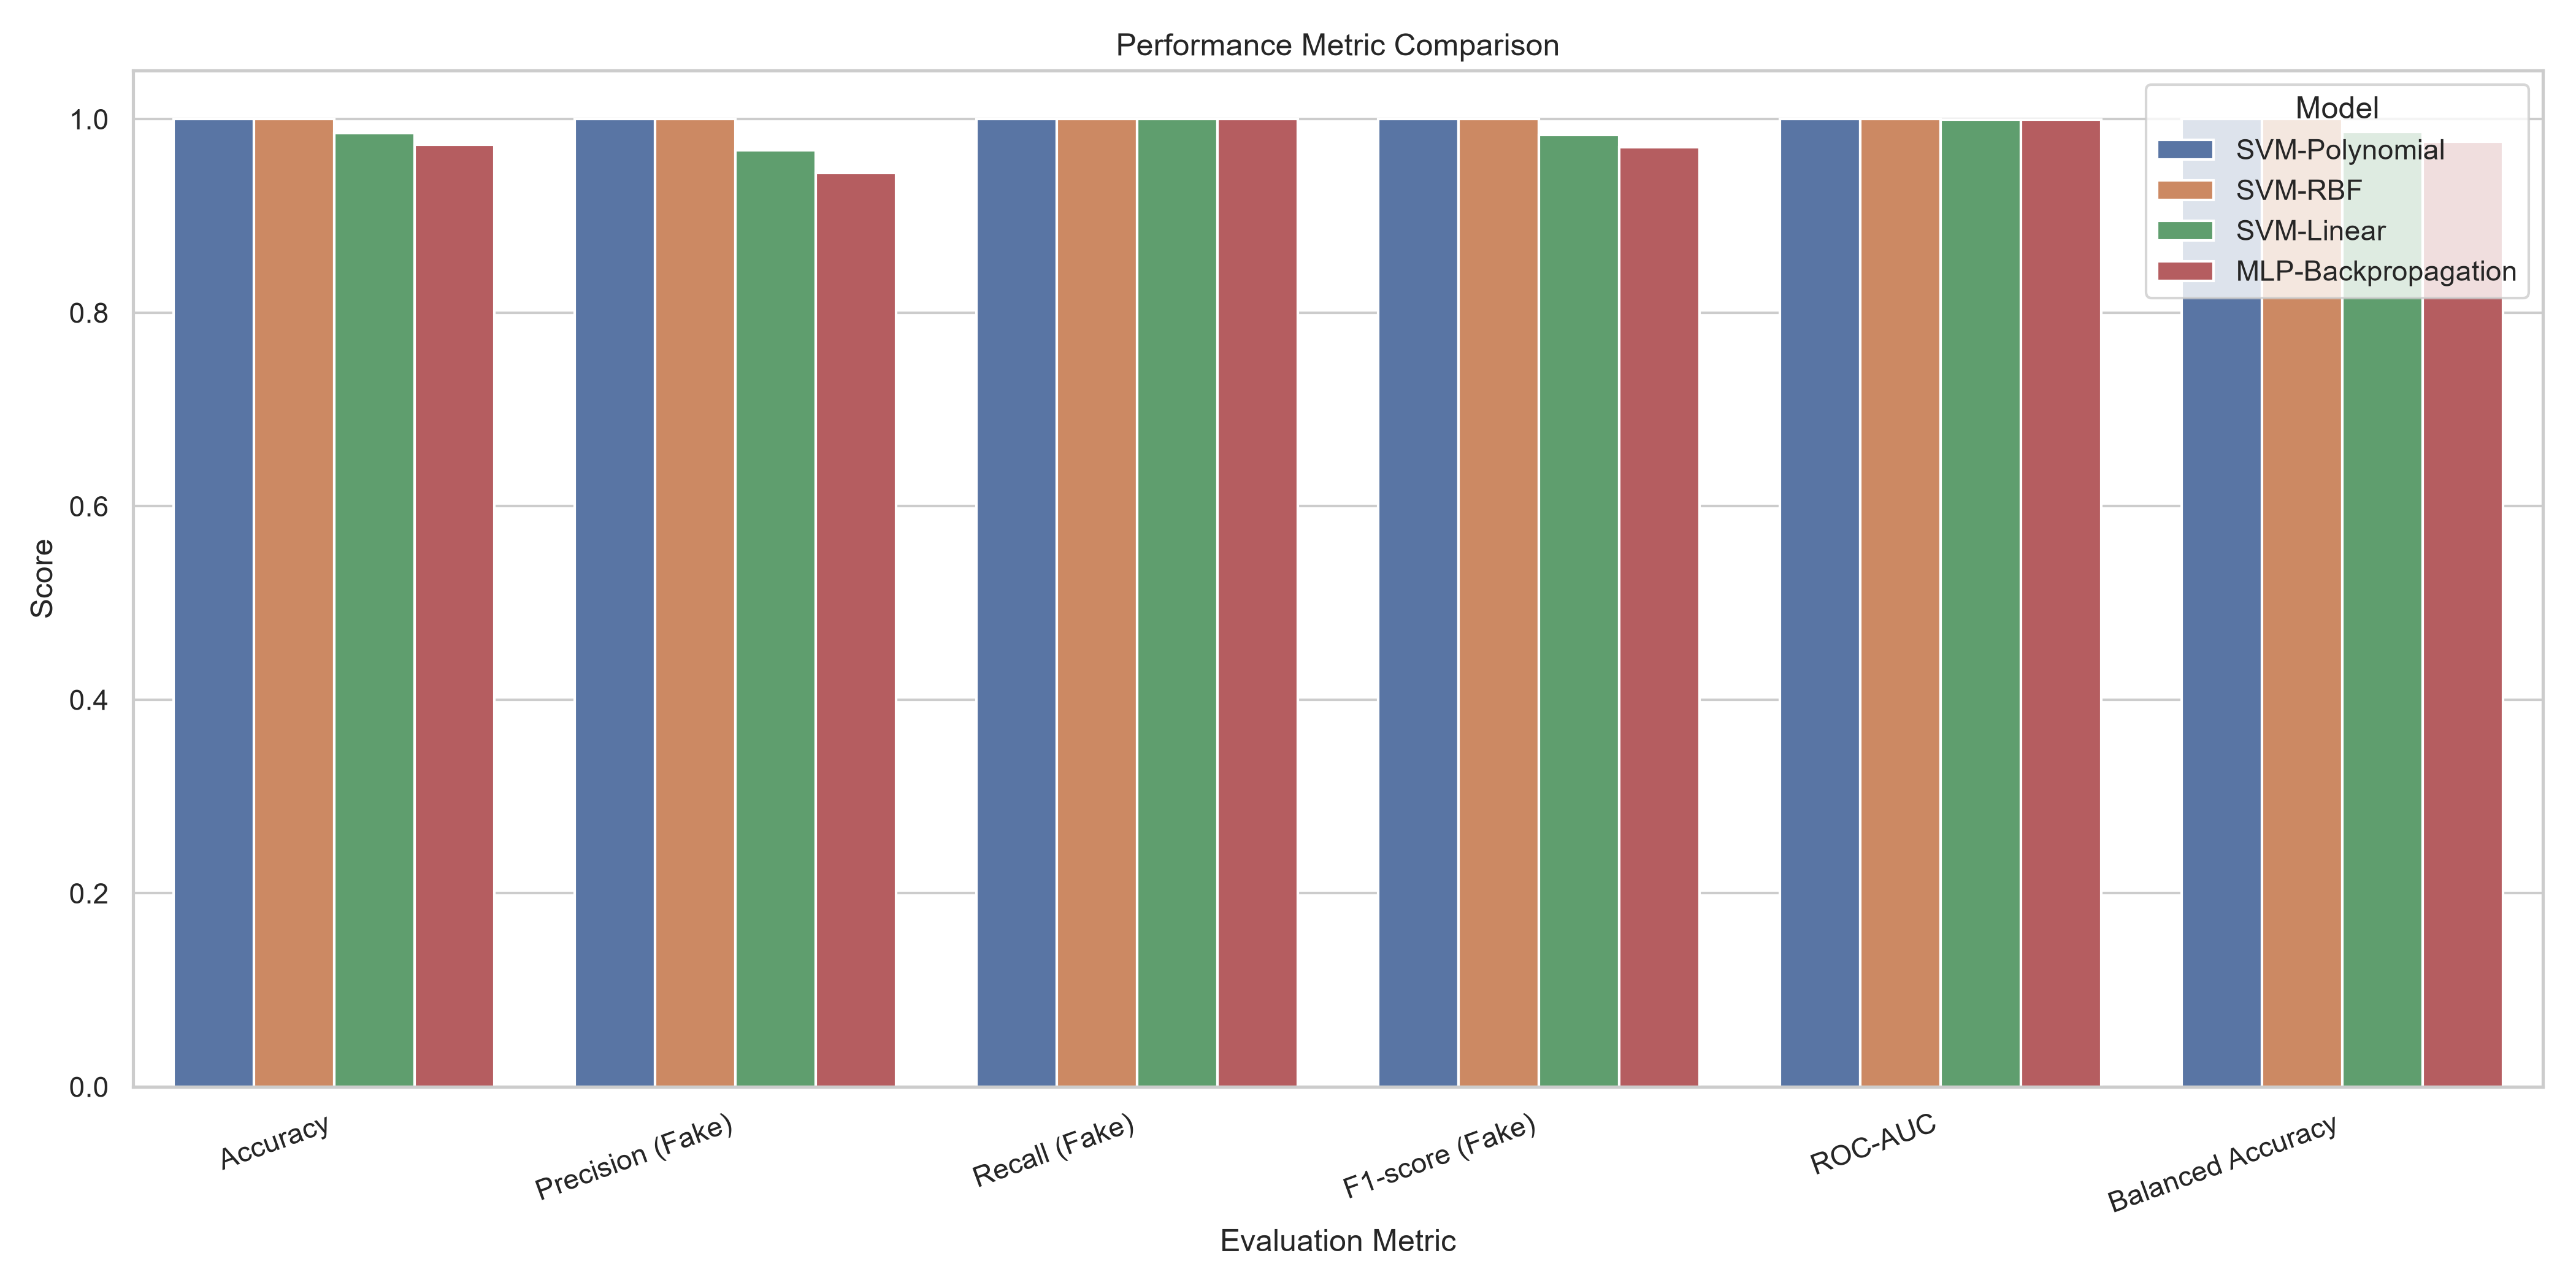 Performance Metric Comparison
Model
SVM-Polynomial
SVM-RBF
SVM-Linear
MLP-Backpropagation
Score
1.0
0.8
0.6
0.4
0.2
0.0
Accuracy
Precision (Fake)
Recall (Fake)
F1-score (Fake)
ROC-AUC
Balanced Accuracy
Evaluation Metric